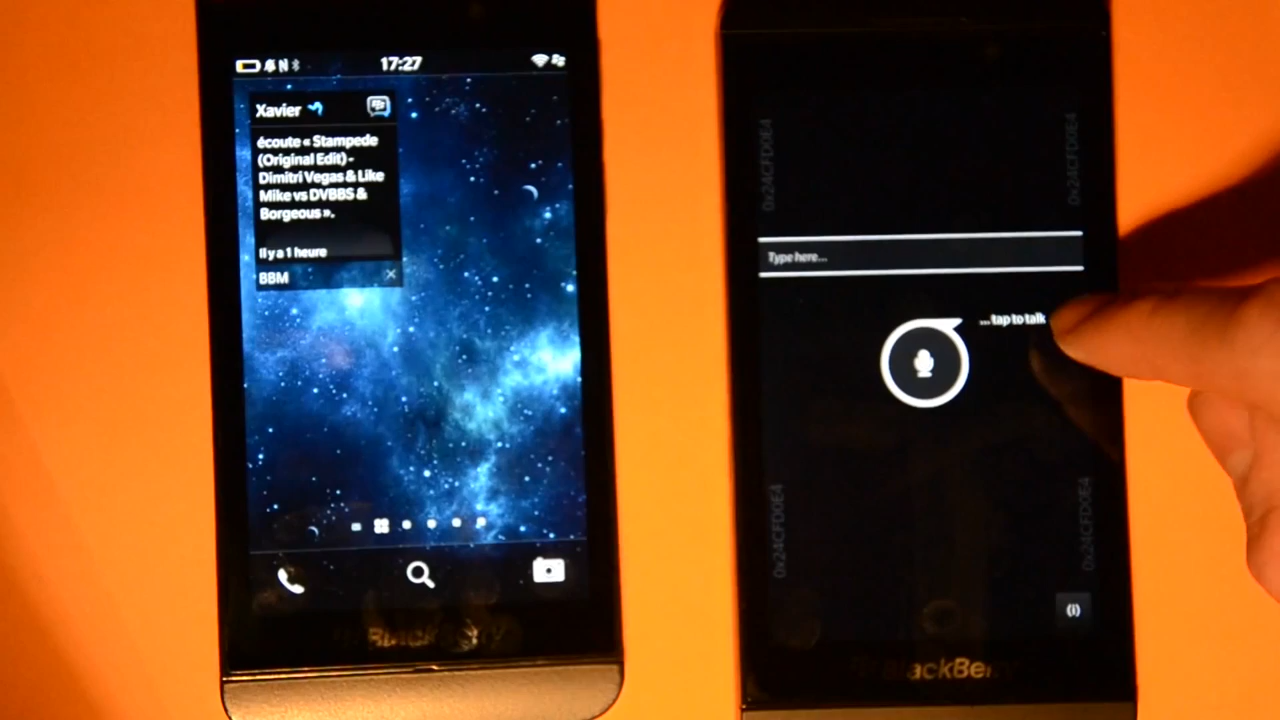 17:27
Xavier
écoute « Stampede
(Original Edit) -
Dimitri Vegas & Like
Mike vs DVBBS &
Borgeous ».
Il y a 1 heure
BBM
BlackBerry
0x24CFD0E4
0x24CFD0E4
Type here...
... tap to talk
0x24CFD0E4
0x24CFD0E4
(i)
BlackBerry